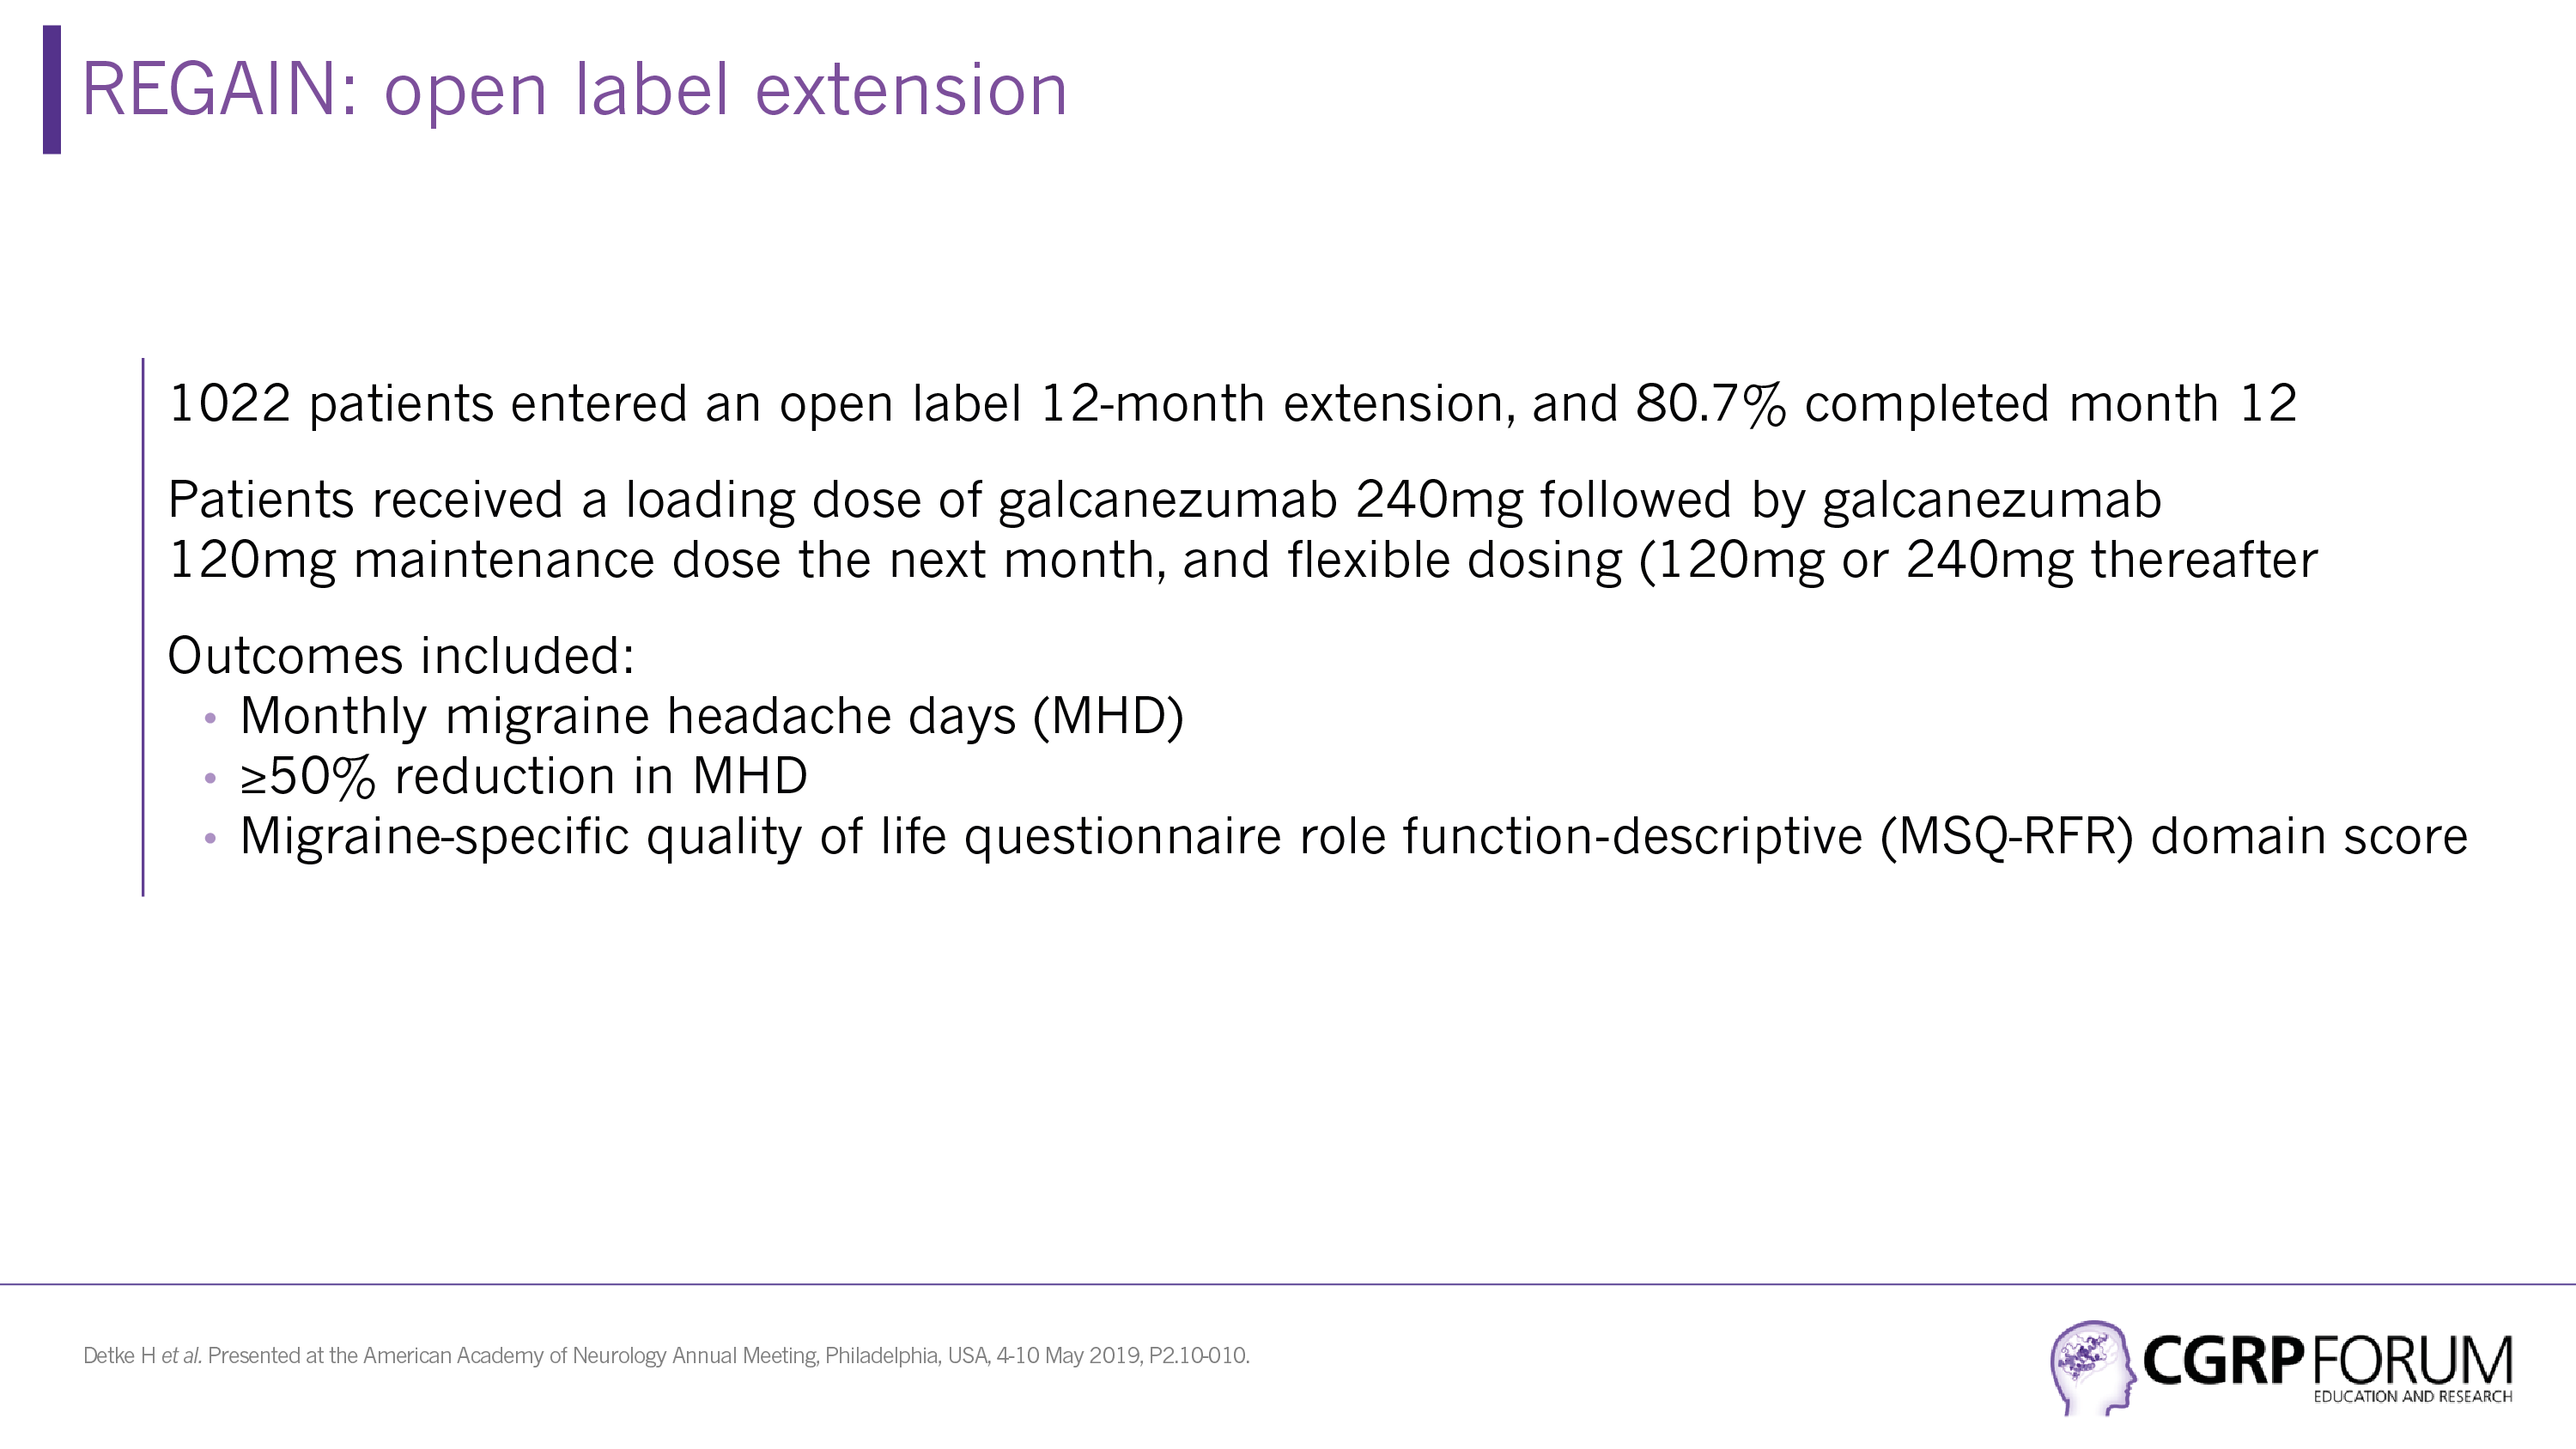 REGAIN: open label extension
1022 patients entered an open label 12-month extension, and 80.7% completed month 12
Patients received a loading dose of galcanezumab 240mg followed by galcanezumab
120mg maintenance dose the next month, and flexible dosing (120mg or 240mg thereafter
Outcomes included:
• Monthly migraine headache days (MHD)
• ≥50% reduction in MHD
• Migraine-specific quality of life questionnaire role function-descriptive (MSQ-RFR) domain score
Detke H et al. Presented at the American Academy of Neurology Annual Meeting, Philadelphia, USA, 4-10 May 2019, P2.10-010.
CGRP FORUM
EDUCATION AND RESEARCH